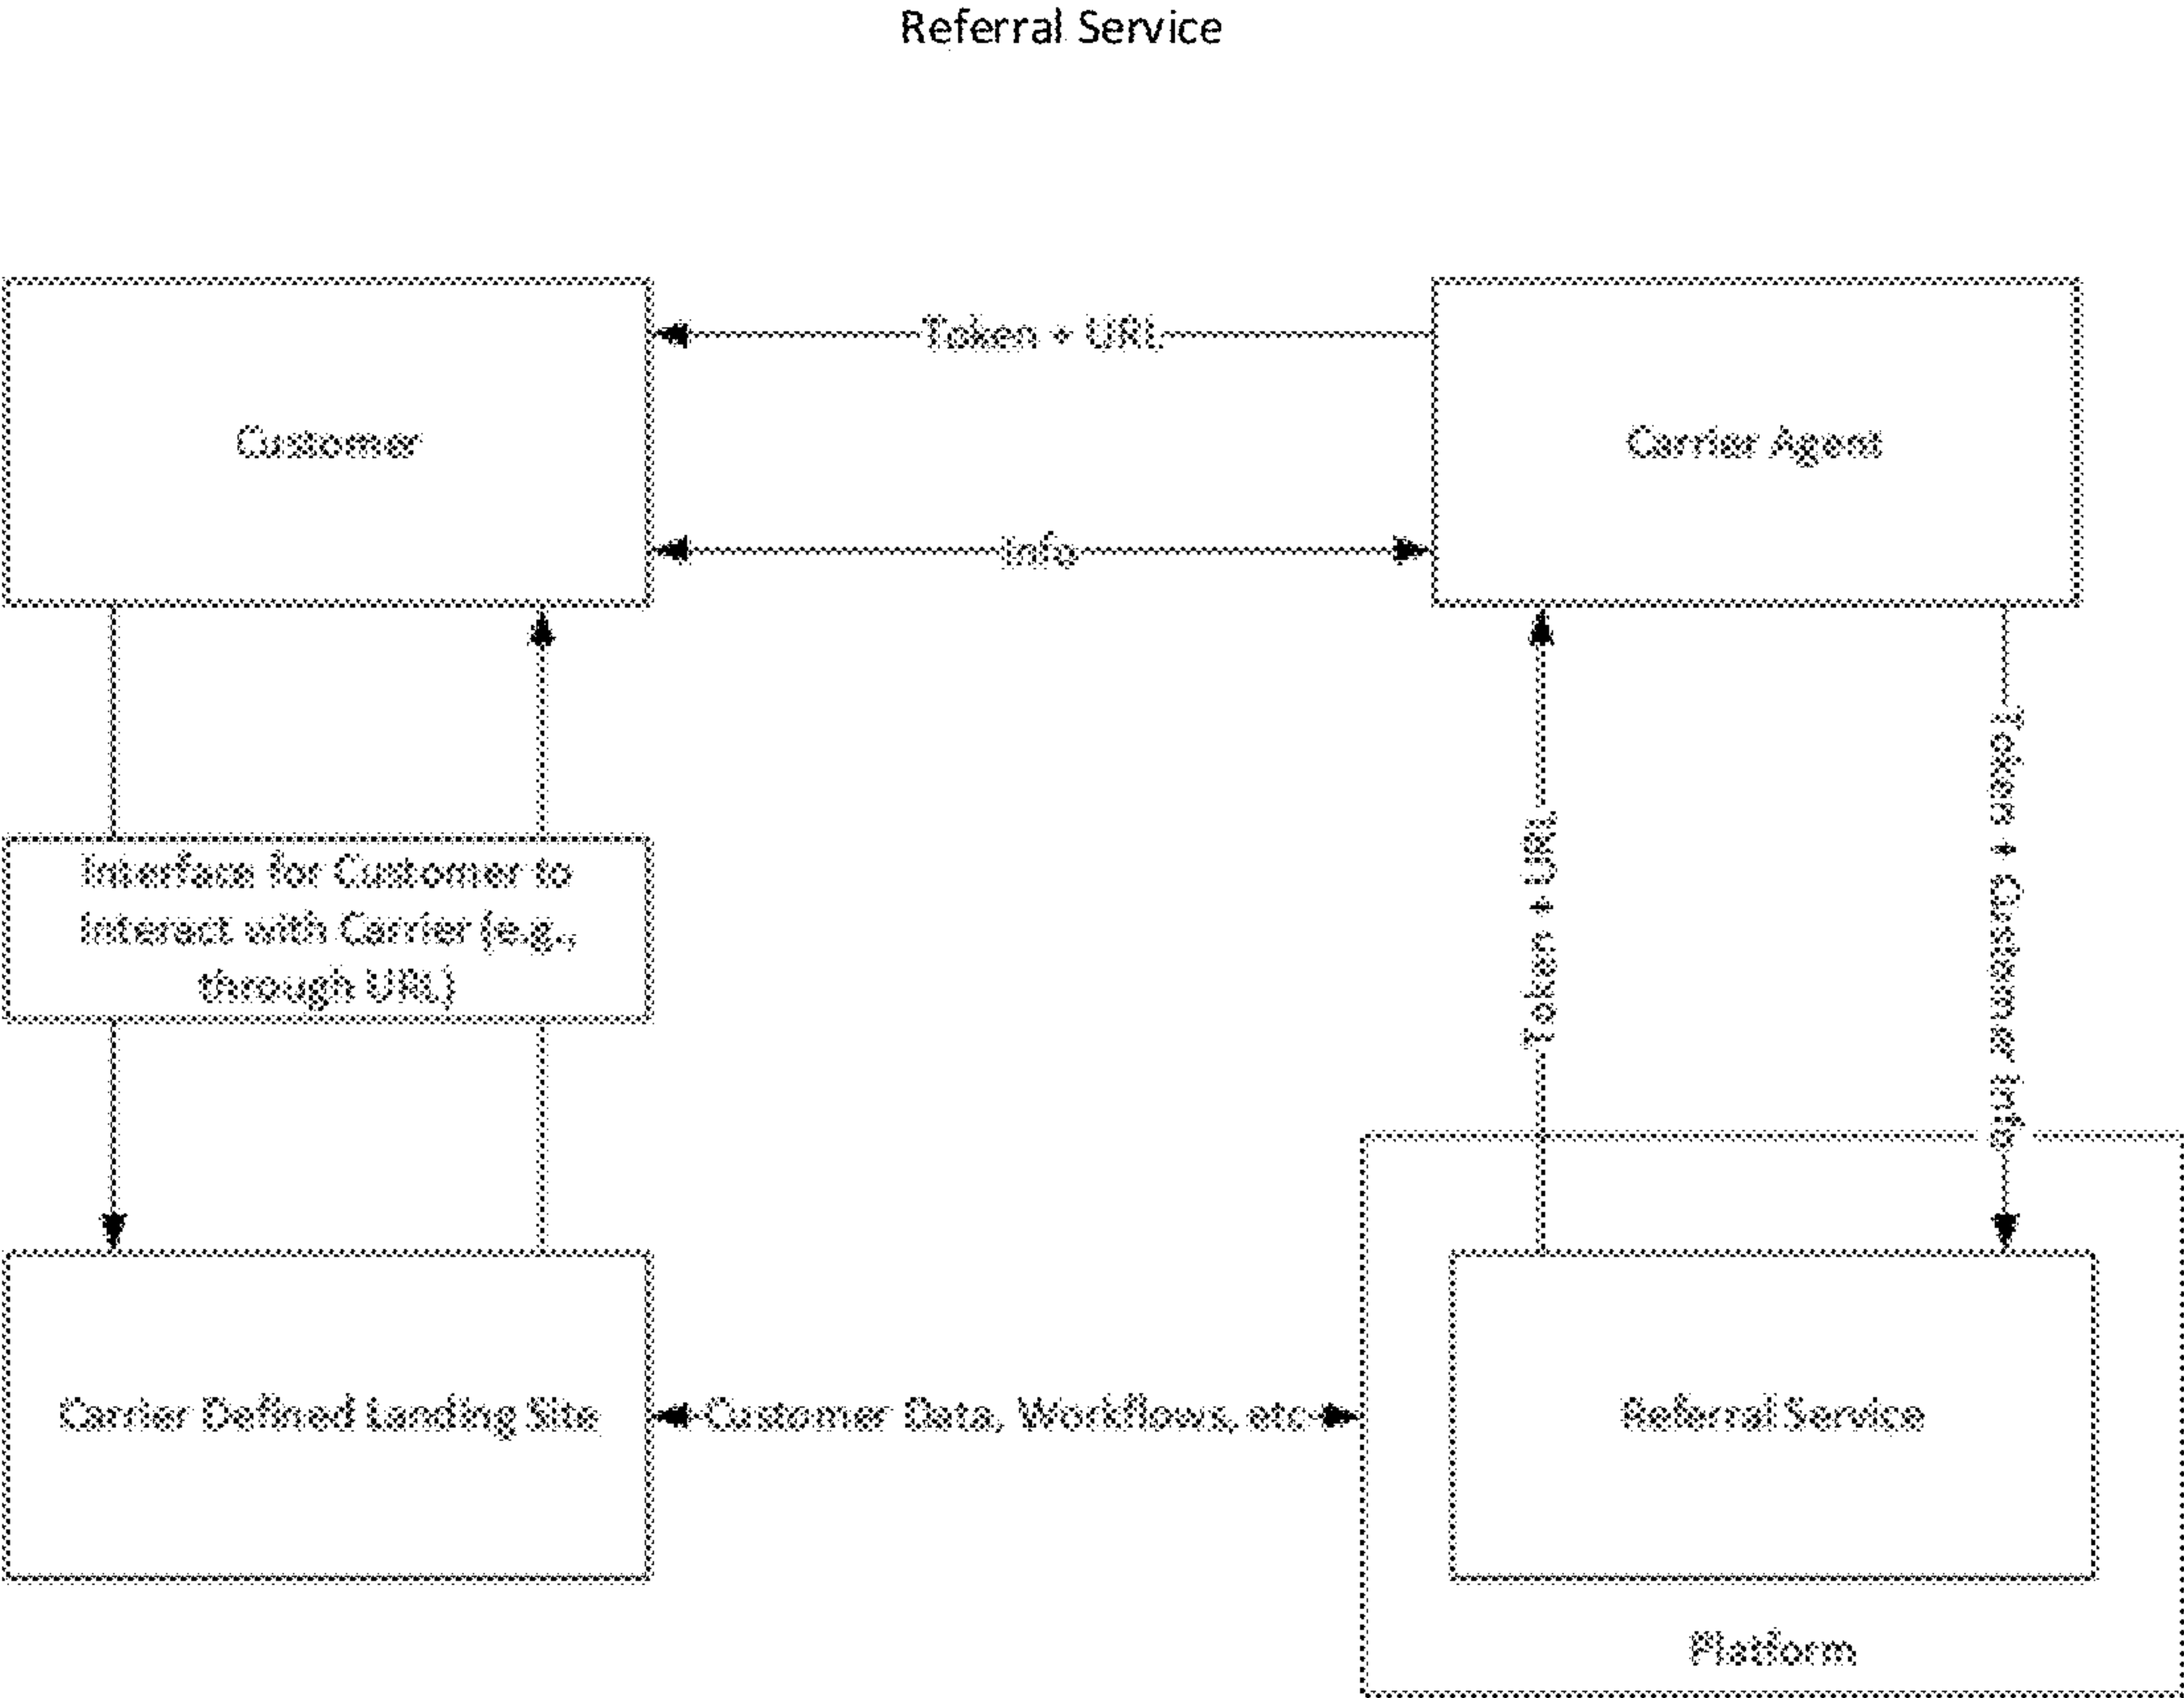 Referral Service
Token + URL
Customer
Carrier Agent
Info
Interface for Customer to
Interact with Carrier (e.g.,
through URL)
Token + URL
Token + Customer Info
Carrier Defined Landing Site
Customer Data, Workflows, etc
Referral Service
Platform